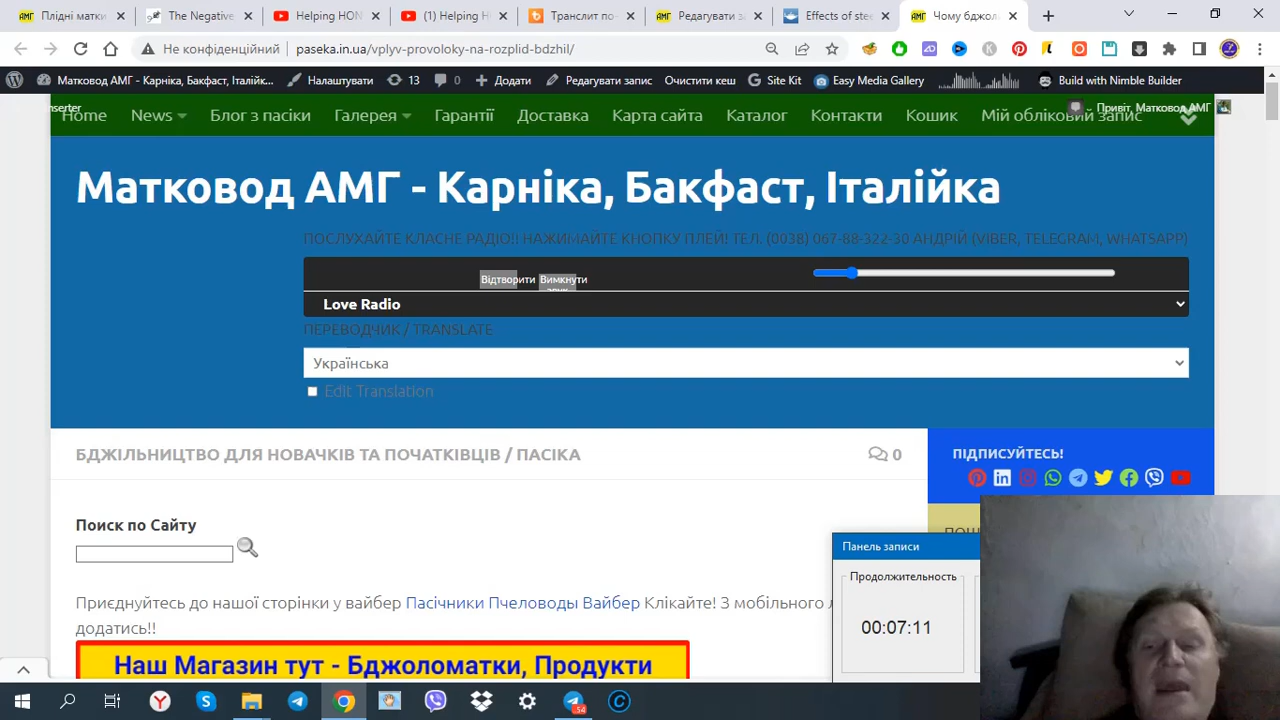 Плідні матки
The Negative
Helping HON
(1) Helping H
Транслит по-
Редагувати за
Effects of stee
Чому бджол
Не конфіденційний
paseka.in.ua/vplyv-provoloky-na-rozplid-bdzhil/
Матковод АМГ - Карніка, Бакфаст, Італійк...
Налаштувати
13
0
Додати
Редагувати запис
Очистити кеш
Site Kit
Easy Media Gallery
Build with Nimble Builder
nserter
Привіт, Матковод АМГ
Home
News
Блог з пасіки
Галерея
Гарантії
Доставка
Карта сайта
Каталог
Контакти
Кошик
Мій обліковий запис
Матковод АМГ - Карніка, Бакфаст, Італійка
ПОСЛУХАЙТЕ КЛАСНЕ РАДІО!! НАЖИМАЙТЕ КНОПКУ ПЛЕЙ! ТЕЛ. (0038) 067-88-322-30 АНДРІЙ (VIBER, TELEGRAM, WHATSAPP)
Відтворити
Вимкнути
звук
Love Radio
ПЕРЕВОДЧИК / TRANSLATE
Українська
Edit Translation
БДЖІЛЬНИЦТВО ДЛЯ НОВАЧКІВ ТА ПОЧАТКІВЦІВ / ПАСІКА
0
ПІДПИСУЙТЕСЬ!
Поиск по Сайту
Приєднуйтесь до нашої сторінки у вайбер Пасічники Пчеловоды Вайбер Клікайте! З мобільного
додатись!!
Наш Магазин тут - Бджоломатки, Продукти
Панель записи
Продолжительность
00:07:11
54